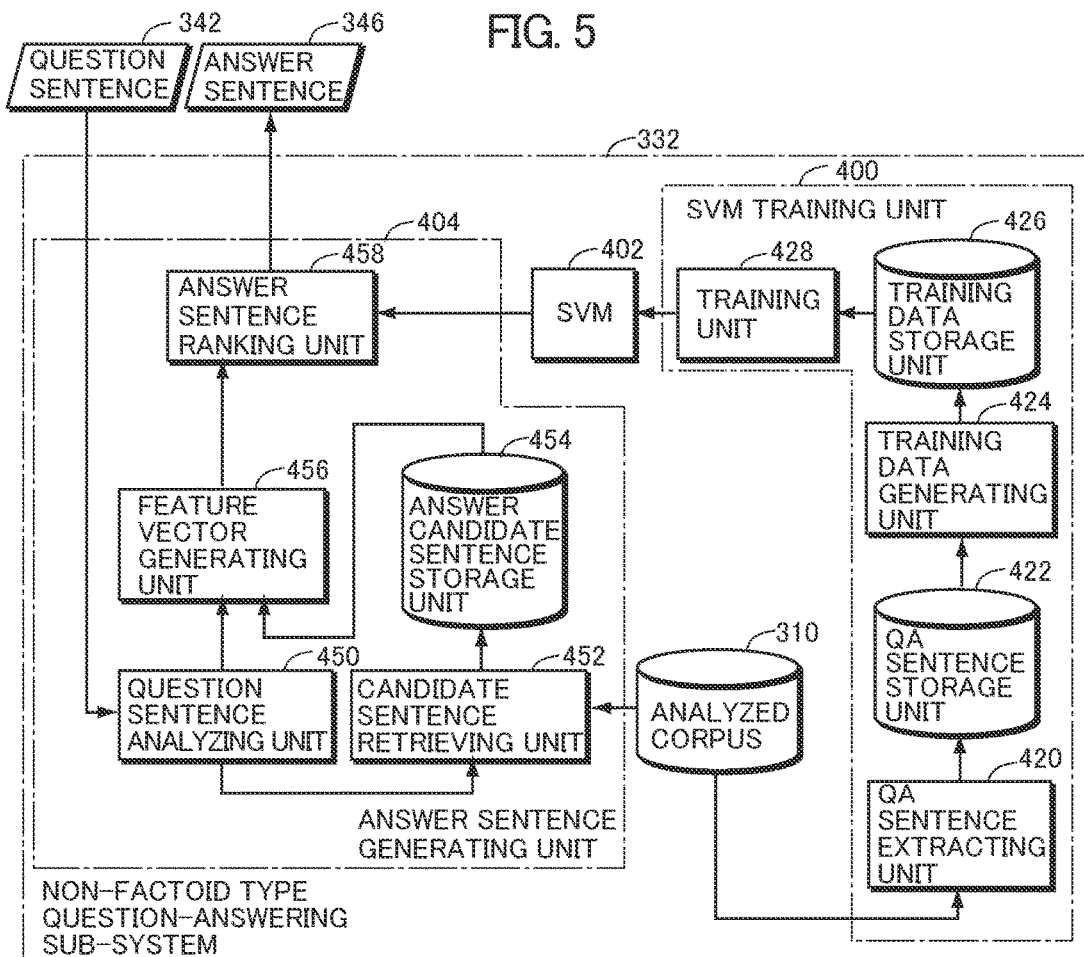 FIG. 5
342
QUESTION
SENTENCE
346
ANSWER
SENTENCE
332
400
SVM TRAINING UNIT
404
458
ANSWER
SENTENCE
RANKING UNIT
402
SVM
428
TRAINING
UNIT
426
TRAINING
DATA
STORAGE
UNIT
424
TRAINING
DATA
GENERATING
UNIT
456
FEATURE
VECTOR
GENERATING
UNIT
454
ANSWER
CANDIDATE
SENTENCE
STORAGE
UNIT
422
QA
SENTENCE
STORAGE
UNIT
450
QUESTION
SENTENCE
ANALYZING UNIT
452
CANDIDATE
SENTENCE
RETRIEVING UNIT
310
ANALYZED
CORPUS
420
QA
SENTENCE
EXTRACTING
UNIT
ANSWER SENTENCE
GENERATING UNIT
NON-FACTOID TYPE
QUESTION-ANSWERING
SUB-SYSTEM